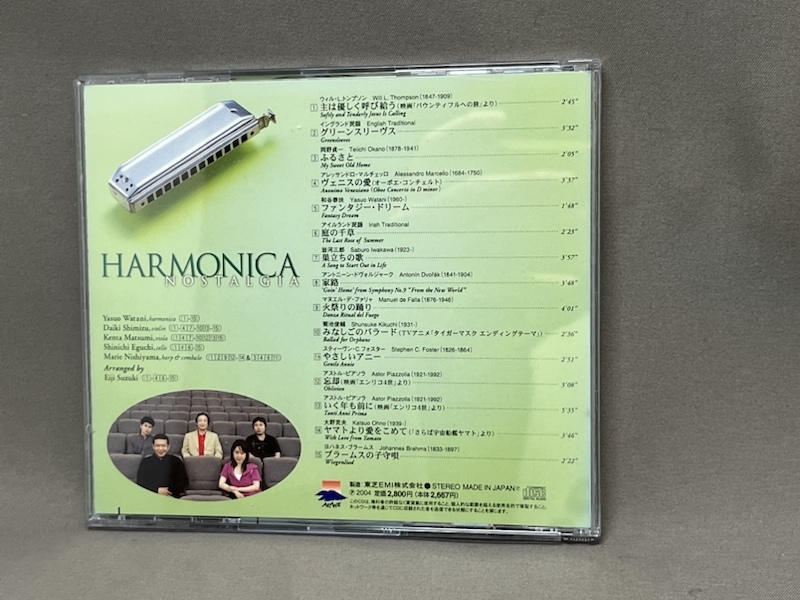 HARMONICA
NOSTALGIA
Yasuo Watani, harmonica 1-15
Daiki Shimizu, violin
Kenta Matsumi, viola
Shinichi Eguchi, cello
Marie Nishiyama, harp & cembalo
Arranged by
Eiji Suzuki
ウィル・L.トンプソン Will L. Thompson (1847-1909)
1 主は優しく呼び給う(映画「バウンティフルへの旅」より) 2'45"
Softly and Tenderly Jesus Is Calling
イングランド民謡 English Traditional
2 グリーンスリーヴス 3'32"
Greensleeves
岡野貞一 Teiichi Okano (1878-1941)
3 ふるさと 2'05"
My Sweet Old Home
アレッサンドロ・マルチェッロ Alessandro Marcello (1684-1750)
4 ヴェニスの愛(オーボエ・コンチェルト) 3'37"
Anonimo Veneziano (Oboe Concerto in D minor)
和谷泰扶 Yasuo Watani (1960-)
5 ファンタジー・ドリーム 1'48"
Fantasy Dream
アイルランド民謡 Irish Traditional
6 庭の千草 2'23"
The Last Rose of Summer
岩河三郎 Saburo Iwakawa (1923-)
7 巣立ちの歌 3'57"
A Song to Start Out in Life
アントニーン・ドヴォルジャーク Antonín Dvořák (1841-1904)
8 家路 3'48"
'Goin' Home' from Symphony No.9 "From the New World"
マヌエル・デ・ファリャ Manuel de Falla (1876-1946)
9 火祭りの踊り 4'01"
Danza Ritual del Fuego
菊池俊輔 Shunsuke Kikuchi (1931-)
10 みなしごのバラード(TVアニメ「タイガーマスク エンディングテーマ」) 2'36"
Ballad for Orphans
スティーヴン・C.フォスター Stephen C. Foster (1826-1864)
11 やさしいアニー 2'51"
Gentle Annie
アストル・ピアソラ Astor Piazzolla (1921-1992)
12 忘却(映画「エンリコ4世」より) 3'08"
Oblivion
アストル・ピアソラ Astor Piazzolla (1921-1992)
13 いく年も前に(映画「エンリコ4世」より) 5'35"
Tanti Anni Prima
大野克夫 Katsuo Ohno (1939-)
14 ヤマトより愛をこめて(「さらば宇宙船艦ヤマト」より) 3'46"
With Love from Yamato
ヨハネス・ブラームス Johannes Brahms (1833-1897)
15 ブラームスの子守唄 2'22"
Wiegenlied
製造:東芝EMI株式会社 STEREO MADE IN JAPAN
℗2004 定価2,800円(本体2,667円)